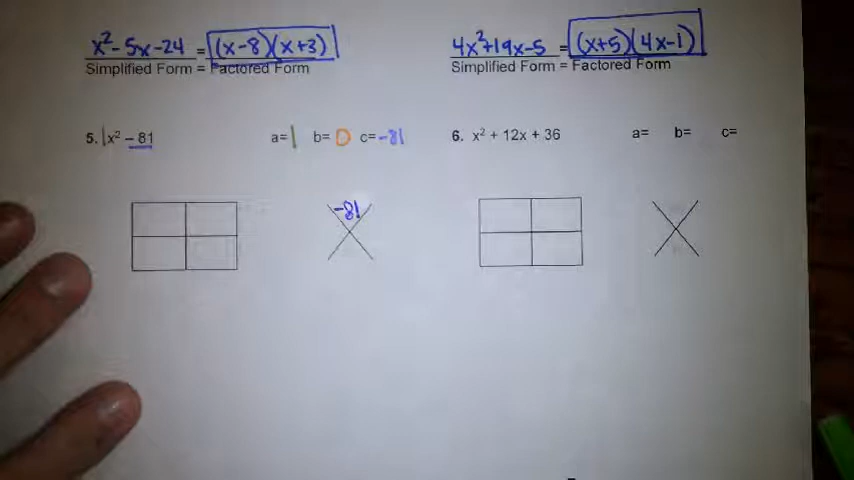 x²-5x-24 = (x-8)(x+3)
Simplified Form = Factored Form
4x²+19x-5 = (x+5)(4x-1)
Simplified Form = Factored Form
5. 1x² - 81 a=1 b=0 c=-81
-81
6. x² + 12x + 36 a= b= c=